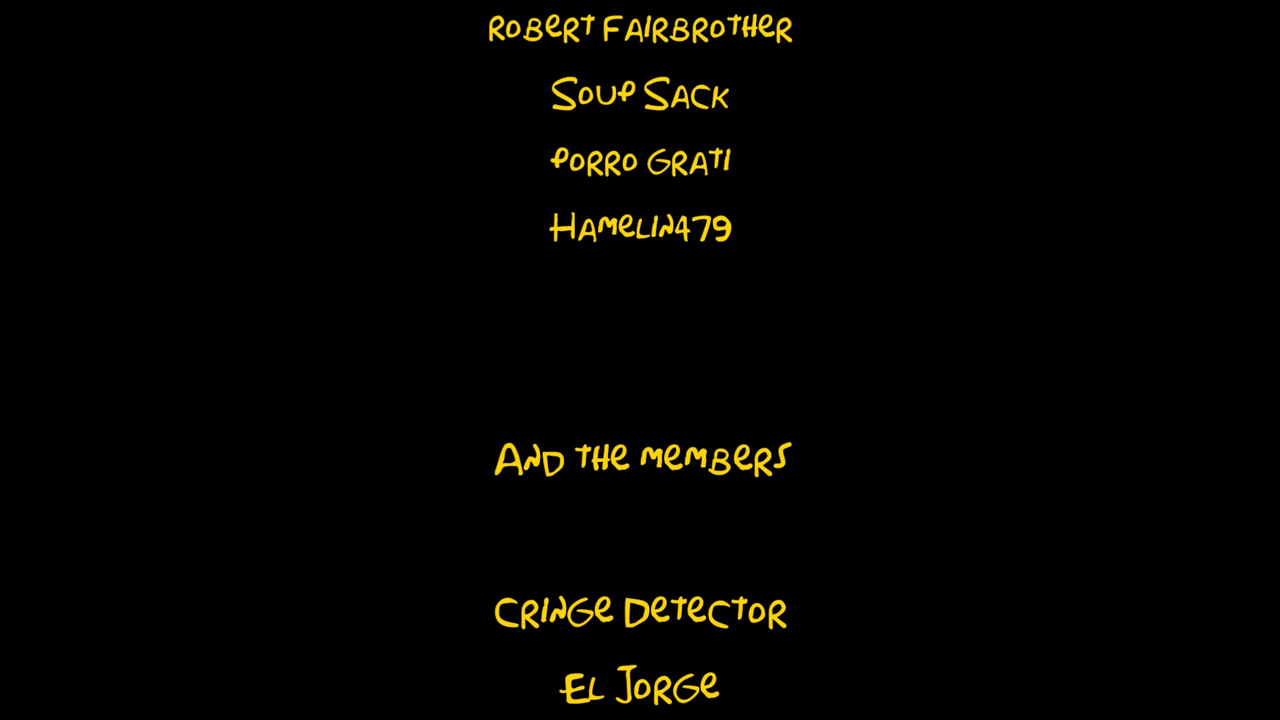 Robert Fairbrother
Soup Sack
Porro Grati
Hamelin479
And the members
Cringe Detector
El Jorge